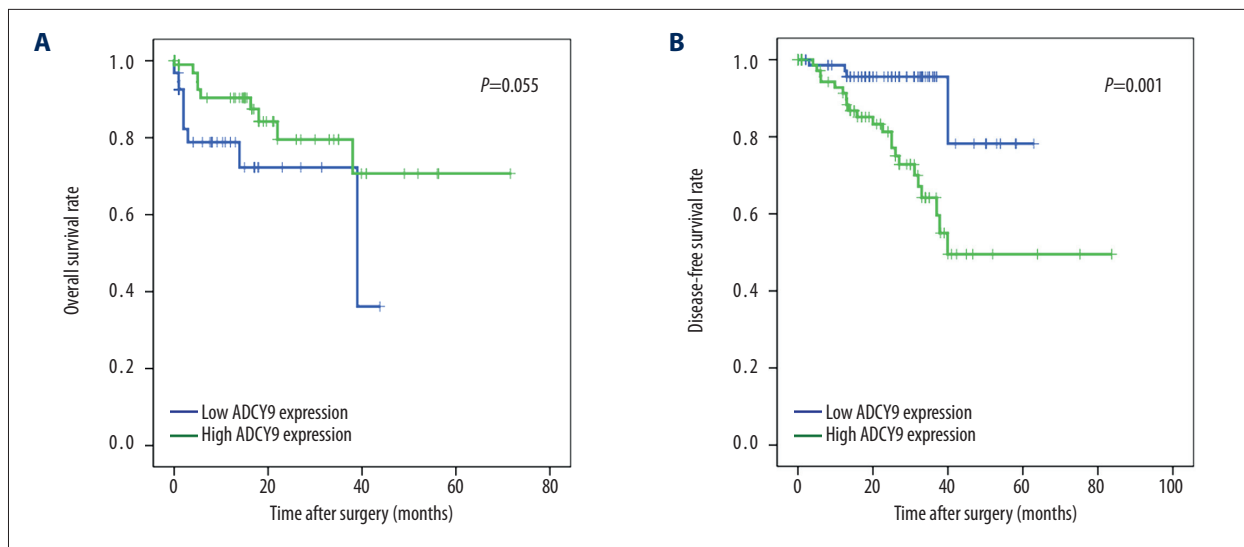 A
1.0
0.8
0.6
0.4
0.2
0.0
Overall survival rate
P=0.055
Low ADCY9 expression
High ADCY9 expression
0
20
40
60
80
Time after surgery (months)
B
1.0
0.8
0.6
0.4
0.2
0.0
Disease-free survival rate
P=0.001
Low ADCY9 expression
High ADCY9 expression
0
20
40
60
80
100
Time after surgery (months)